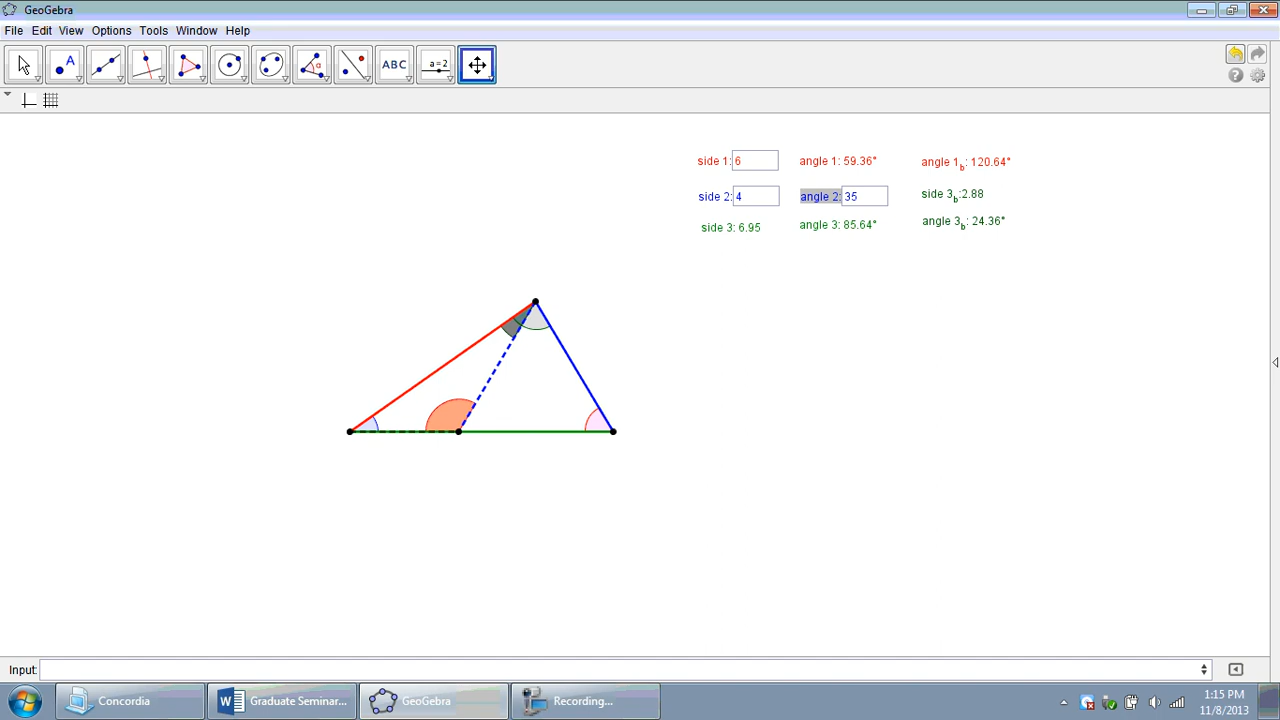 GeoGebra
File Edit View Options Tools Window Help
A ABC a=2
side 1: 6 angle 1: 59.36° angle 1b: 120.64°
side 2: 4 angle 2: 35 side 3b:2.88
side 3: 6.95 angle 3: 85.64° angle 3b: 24.36°
Input:
Concordia Graduate Seminar... GeoGebra Recording... 1:15 PM
11/8/2013